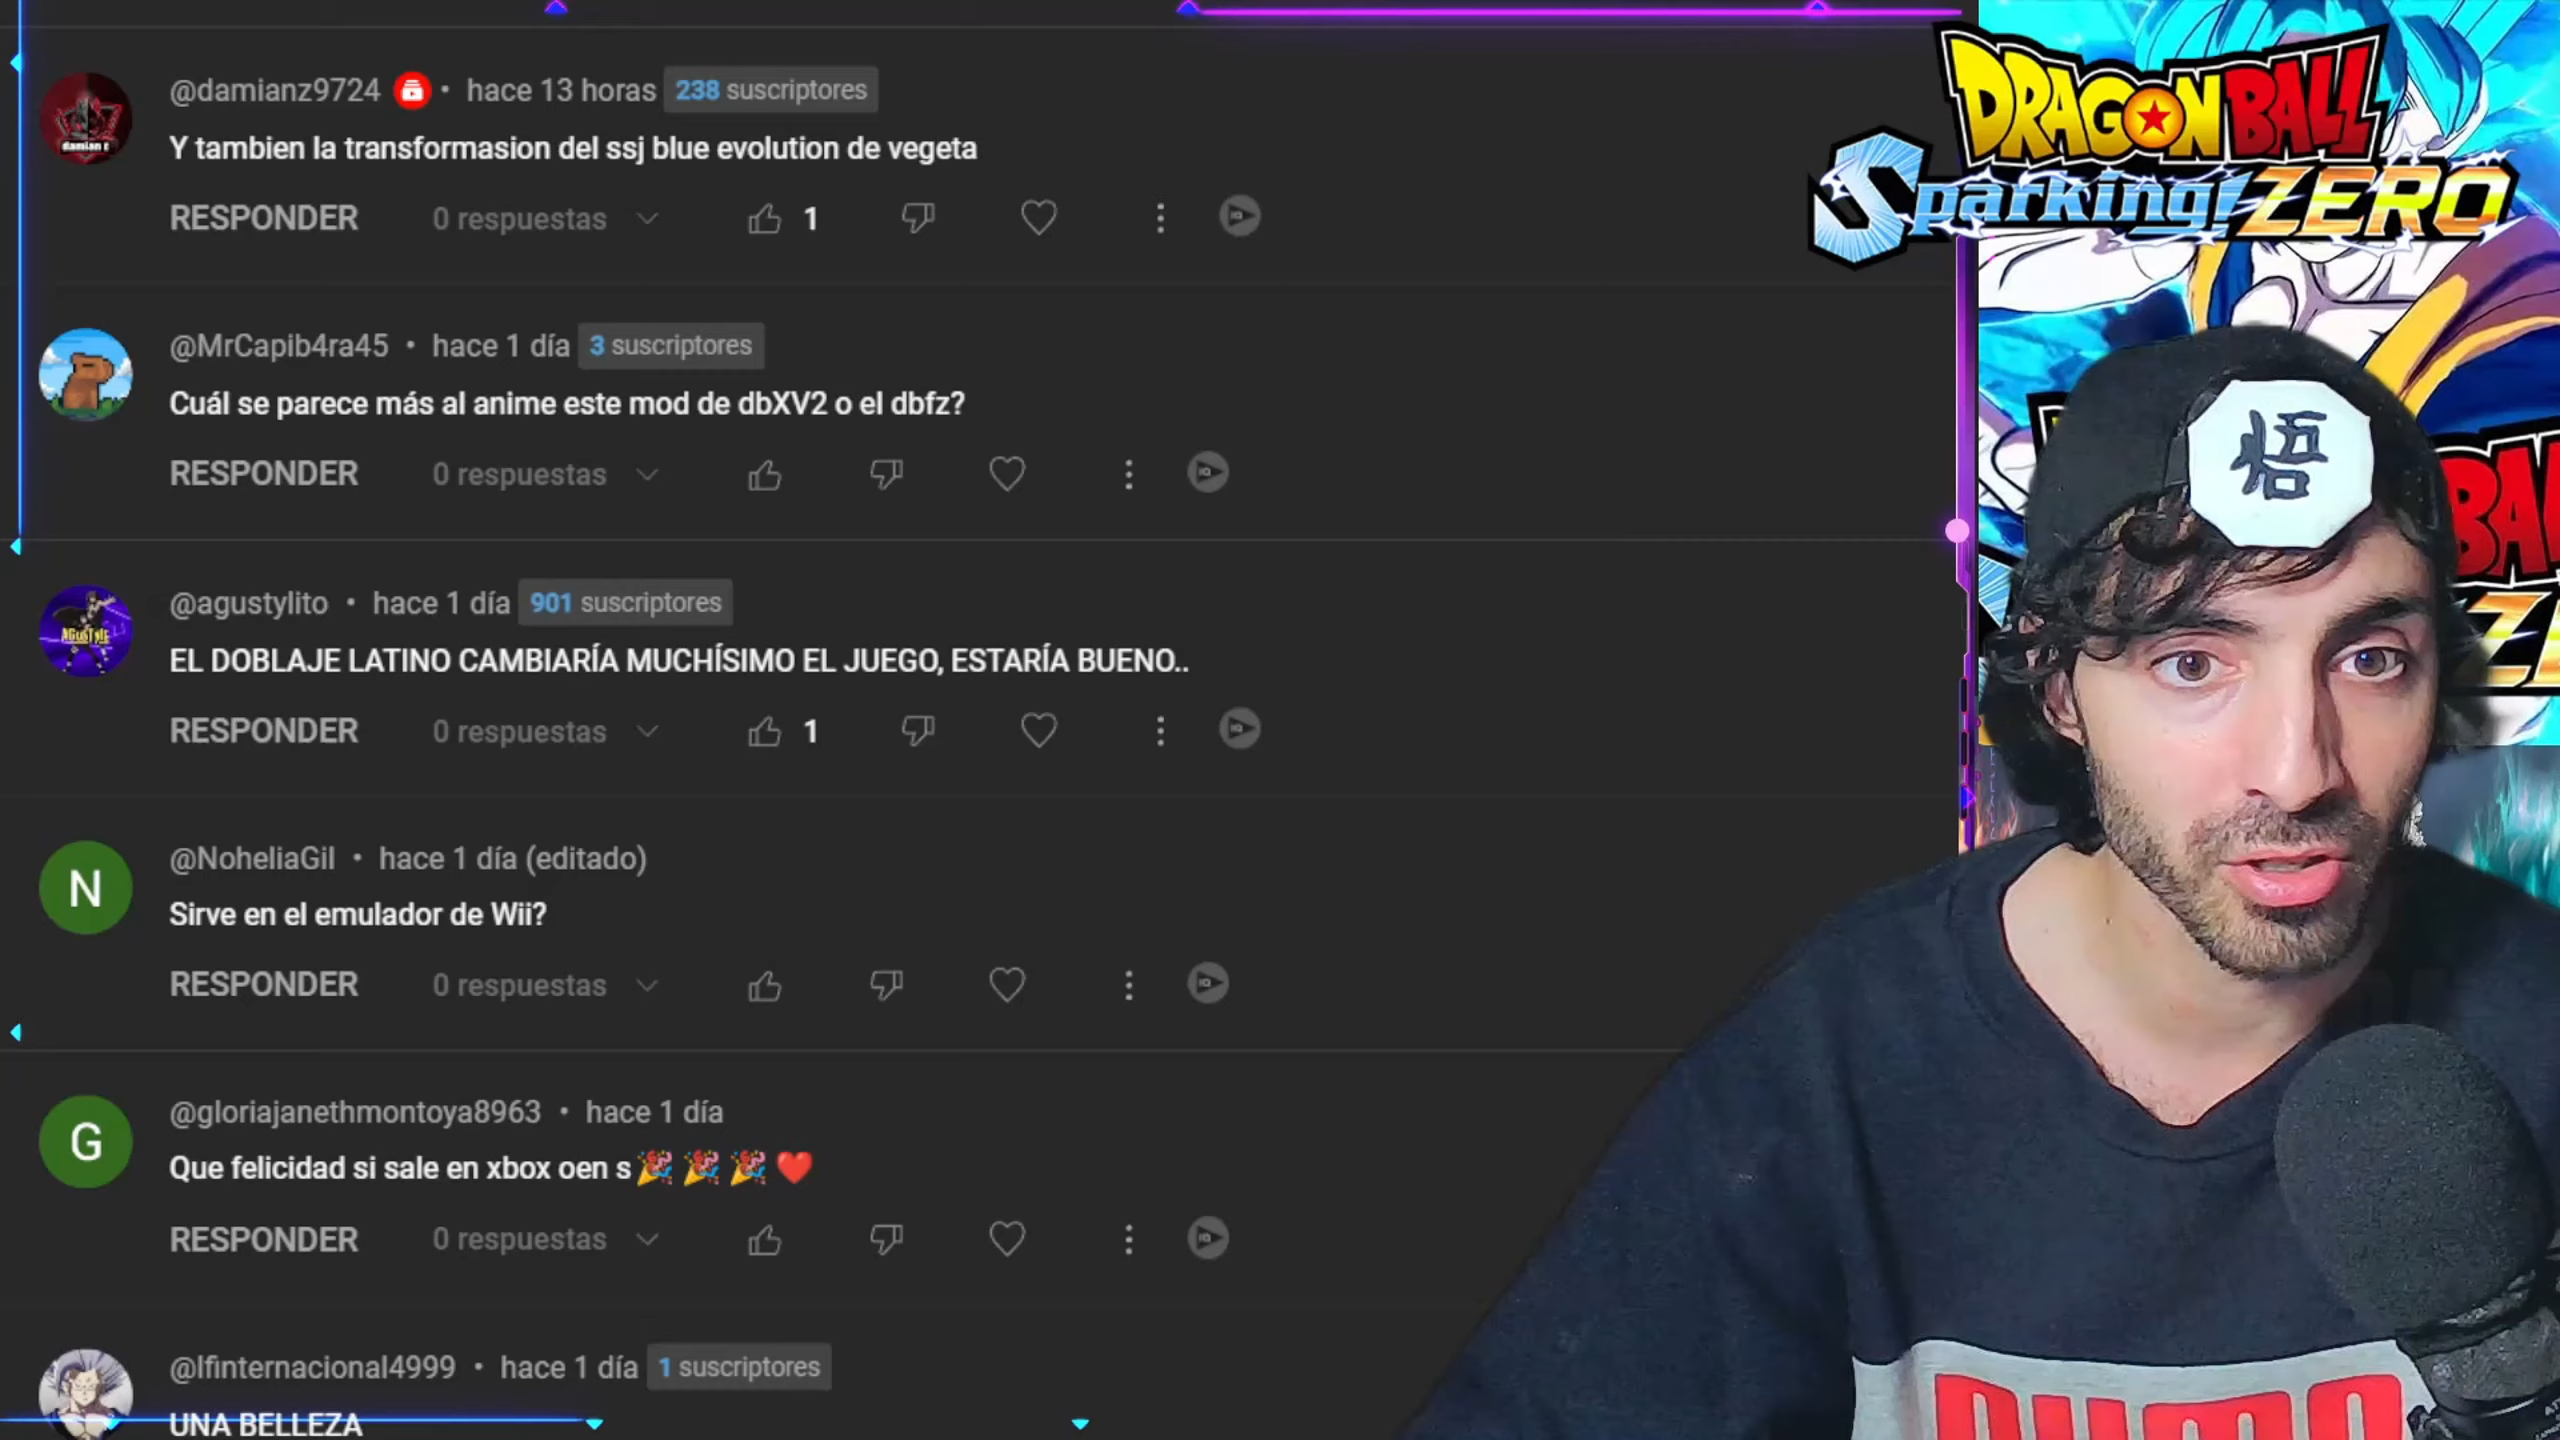 @damianz9724 • hace 13 horas 238 suscriptores
Y tambien la transformasion del ssj blue evolution de vegeta
RESPONDER 0 respuestas 1
@MrCapib4ra45 • hace 1 día 3 suscriptores
Cuál se parece más al anime este mod de dbXV2 o el dbfz?
RESPONDER 0 respuestas
@agustylito • hace 1 día 901 suscriptores
EL DOBLAJE LATINO CAMBIARÍA MUCHÍSIMO EL JUEGO, ESTARÍA BUENO..
RESPONDER 0 respuestas 1
N
@NoheliaGil • hace 1 día (editado)
Sirve en el emulador de Wii?
RESPONDER 0 respuestas
G
@gloriajanethmontoya8963 • hace 1 día
Que felicidad si sale en xbox oen s🎉 🎉 🎉 ❤️
RESPONDER 0 respuestas
@lfinternacional4999 • hace 1 día 1 suscriptores
UNA BELLEZA
DRAGON BALL
Sparking! ZERO
悟